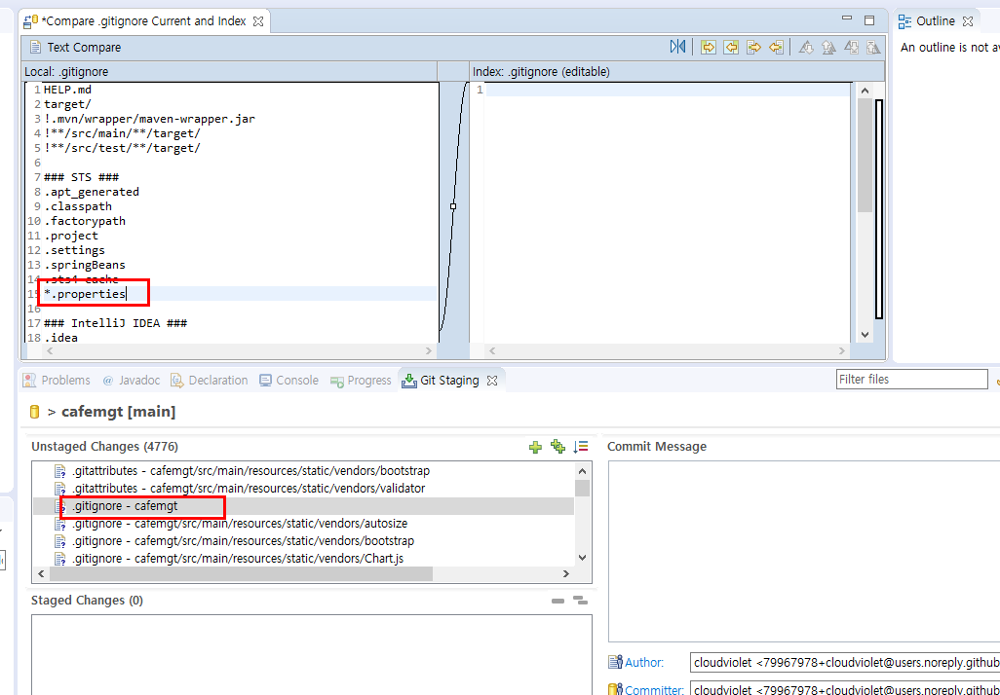 *Compare .gitignore Current and Index
Outline
Text Compare
An outline is not av
Local: .gitignore
Index: .gitignore (editable)
1 HELP.md
2 target/
3 !.mvn/wrapper/maven-wrapper.jar
4 !**/src/main/**/target/
5 !**/src/test/**/target/
6
7 ### STS ###
8 .apt_generated
9 .classpath
10 .factorypath
11 .project
12 .settings
13 .springBeans
14 .sts4-cache
15 *.properties
16
17 ### IntelliJ IDEA ###
18 .idea
1
Problems @ Javadoc Declaration Console Progress Git Staging
Filter files
> cafemgt [main]
Unstaged Changes (4776)
Commit Message
.gitattributes - cafemgt/src/main/resources/static/vendors/bootstrap
.gitattributes - cafemgt/src/main/resources/static/vendors/validator
.gitignore - cafemgt
.gitignore - cafemgt/src/main/resources/static/vendors/autosize
.gitignore - cafemgt/src/main/resources/static/vendors/bootstrap
.gitignore - cafemgt/src/main/resources/static/vendors/Chart.js
Staged Changes (0)
Author: cloudviolet <79967978+cloudviolet@users.noreply.github
Committer: cloudviolet <79967978+cloudviolet@users.noreply.github